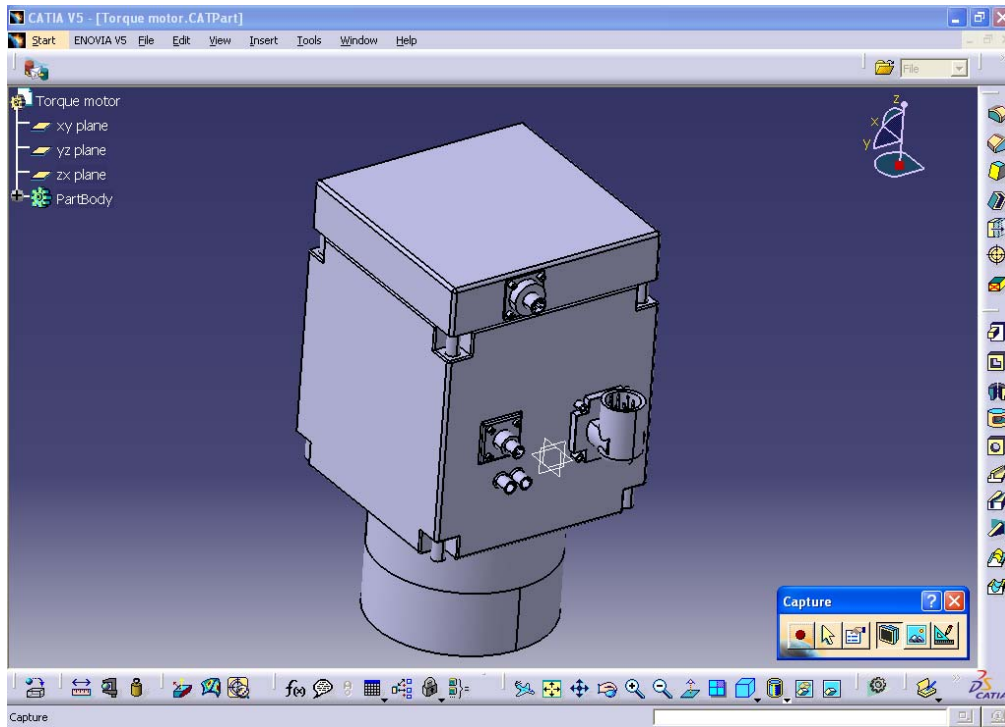 CATIA V5 - [Torque motor.CATPart]
Start ENOVIA V5 File Edit View Insert Tools Window Help
File
Torque motor
xy plane
yz plane
zx plane
PartBody
z
x
y
Capture
f(x)
CATIA
Capture